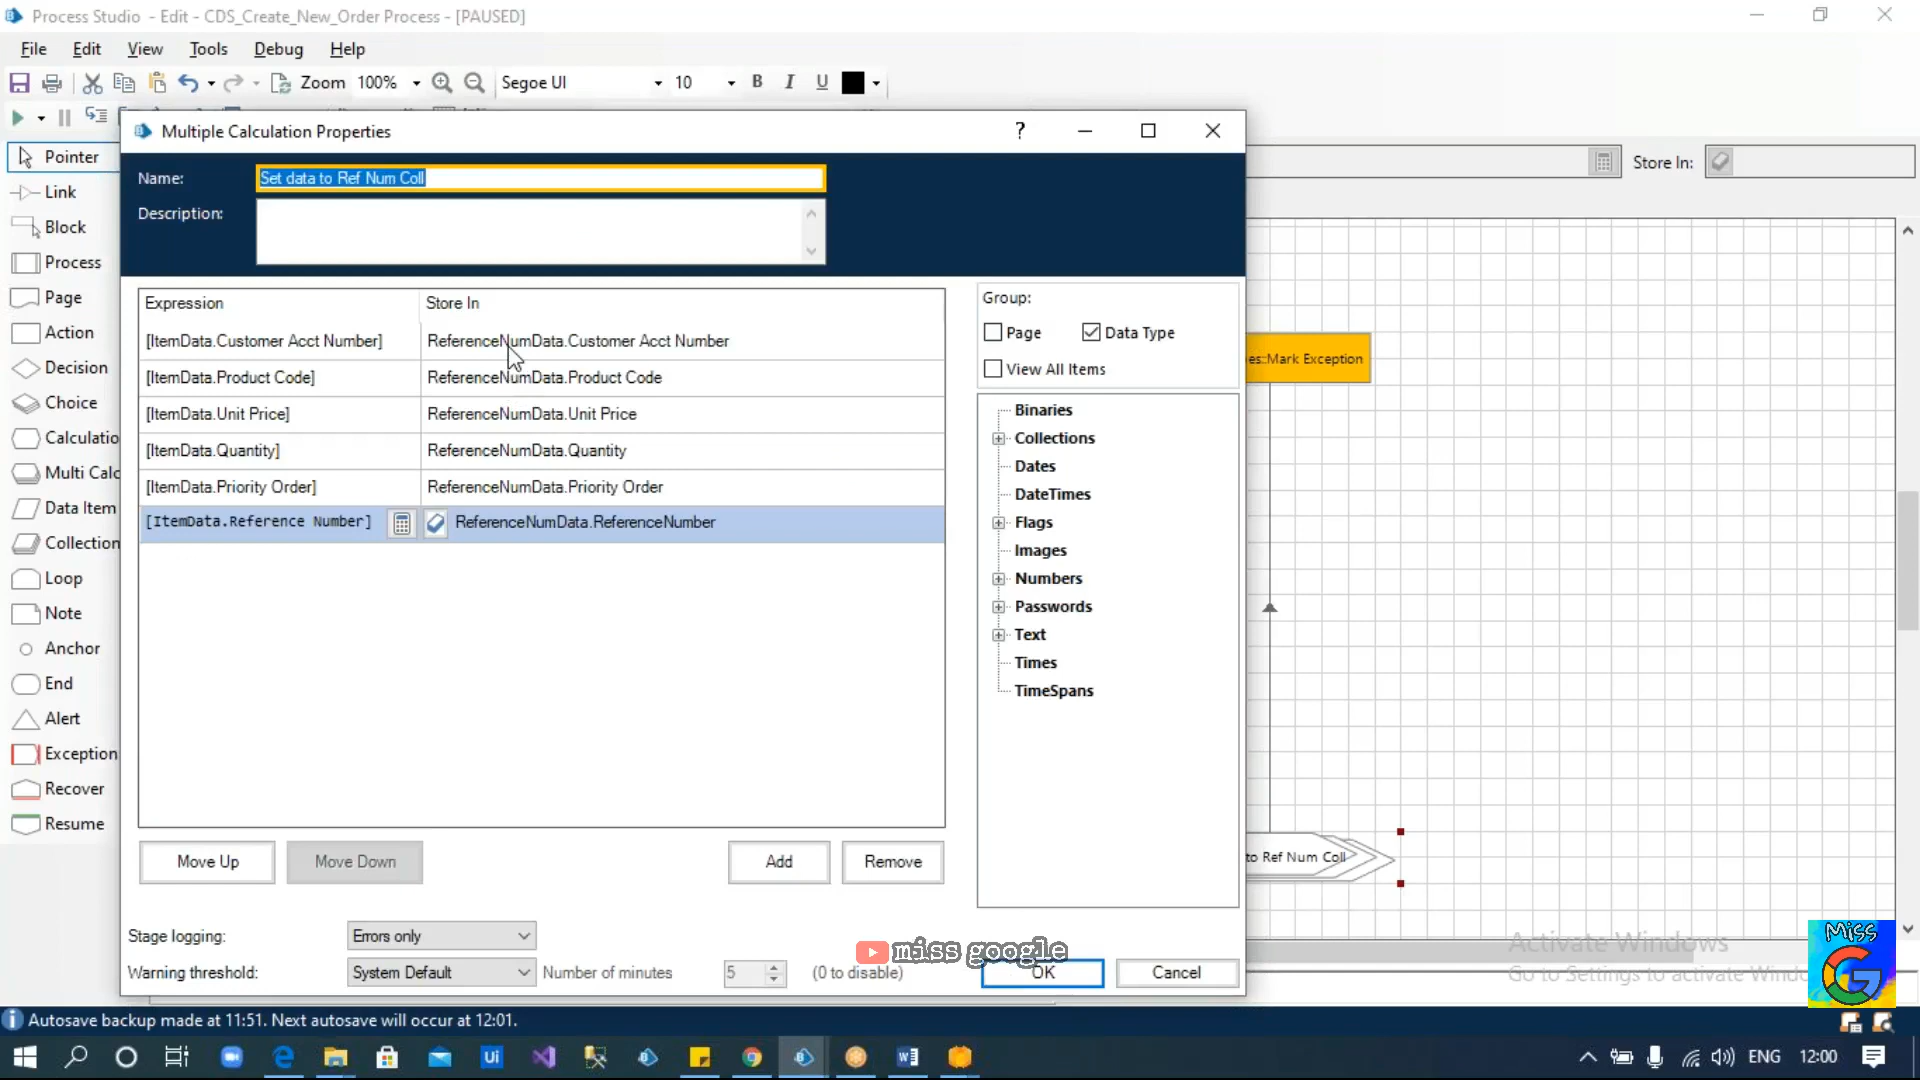 Process Studio - Edit - CDS_Create_New_Order Process - [PAUSED]
File Edit View Tools Debug Help
Zoom 100% Segoe UI 10 B I U
Multiple Calculation Properties ?
Pointer
Name: Set data to Ref Num Coll
Store In:
Link
Description:
Block
Process
Page
Action
Decision
Choice
Calculatio
Multi Calc
Data Item
Collection
Loop
Note
Anchor
End
Alert
Exception
Recover
Resume
Expression Store In
[ItemData.Customer Acct Number] ReferenceNumData.Customer Acct Number
[ItemData.Product Code] ReferenceNumData.Product Code
[ItemData.Unit Price] ReferenceNumData.Unit Price
[ItemData.Quantity] ReferenceNumData.Quantity
[ItemData.Priority Order] ReferenceNumData.Priority Order
[ItemData.Reference Number] ReferenceNumData.ReferenceNumber
Group:
Page Data Type
View All Items
Binaries
Collections
Dates
DateTimes
Flags
Images
Numbers
Passwords
Text
Times
TimeSpans
es::Mark Exception
to Ref Num Coll
Move Up Move Down Add Remove
Stage logging: Errors only
Warning threshold: System Default Number of minutes 5 (0 to disable)
miss google
OK Cancel
Activate Windows
Go to Settings to activate Windo
Miss
G
Autosave backup made at 11:51. Next autosave will occur at 12:01.
Ui ENG 12:00